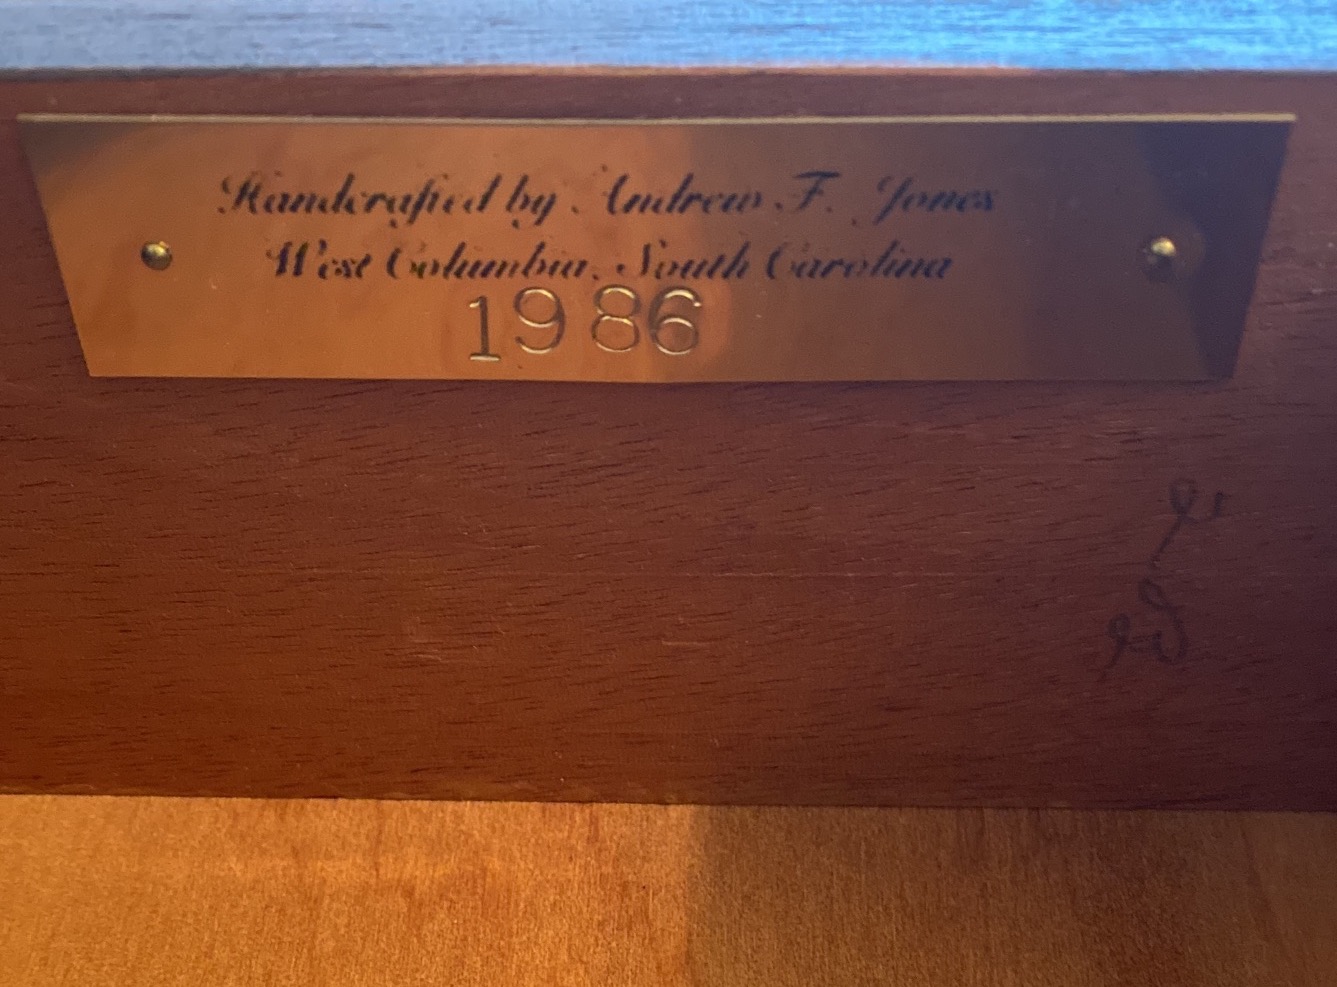 Handcrafted by Andrew F. Jones
West Columbia, South Carolina
1986